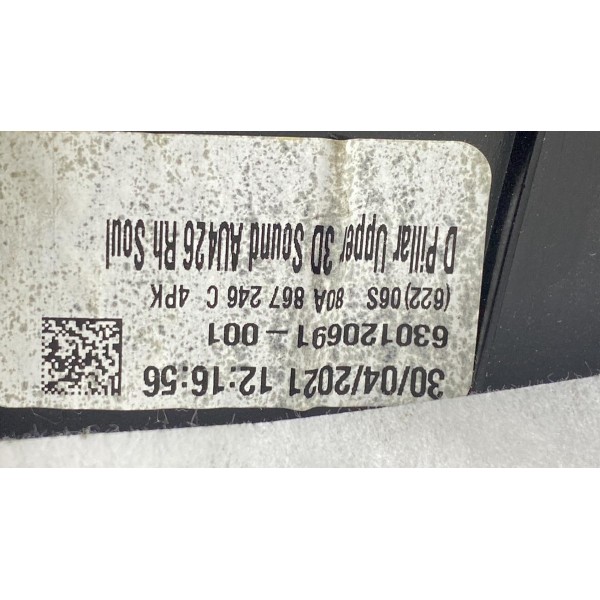 30/04/2021 12:16:56
630120691-001
(622) 06S 80A 867 246 C 4PK
D Pillar Upper 3D Sound AU426 Rh Soul